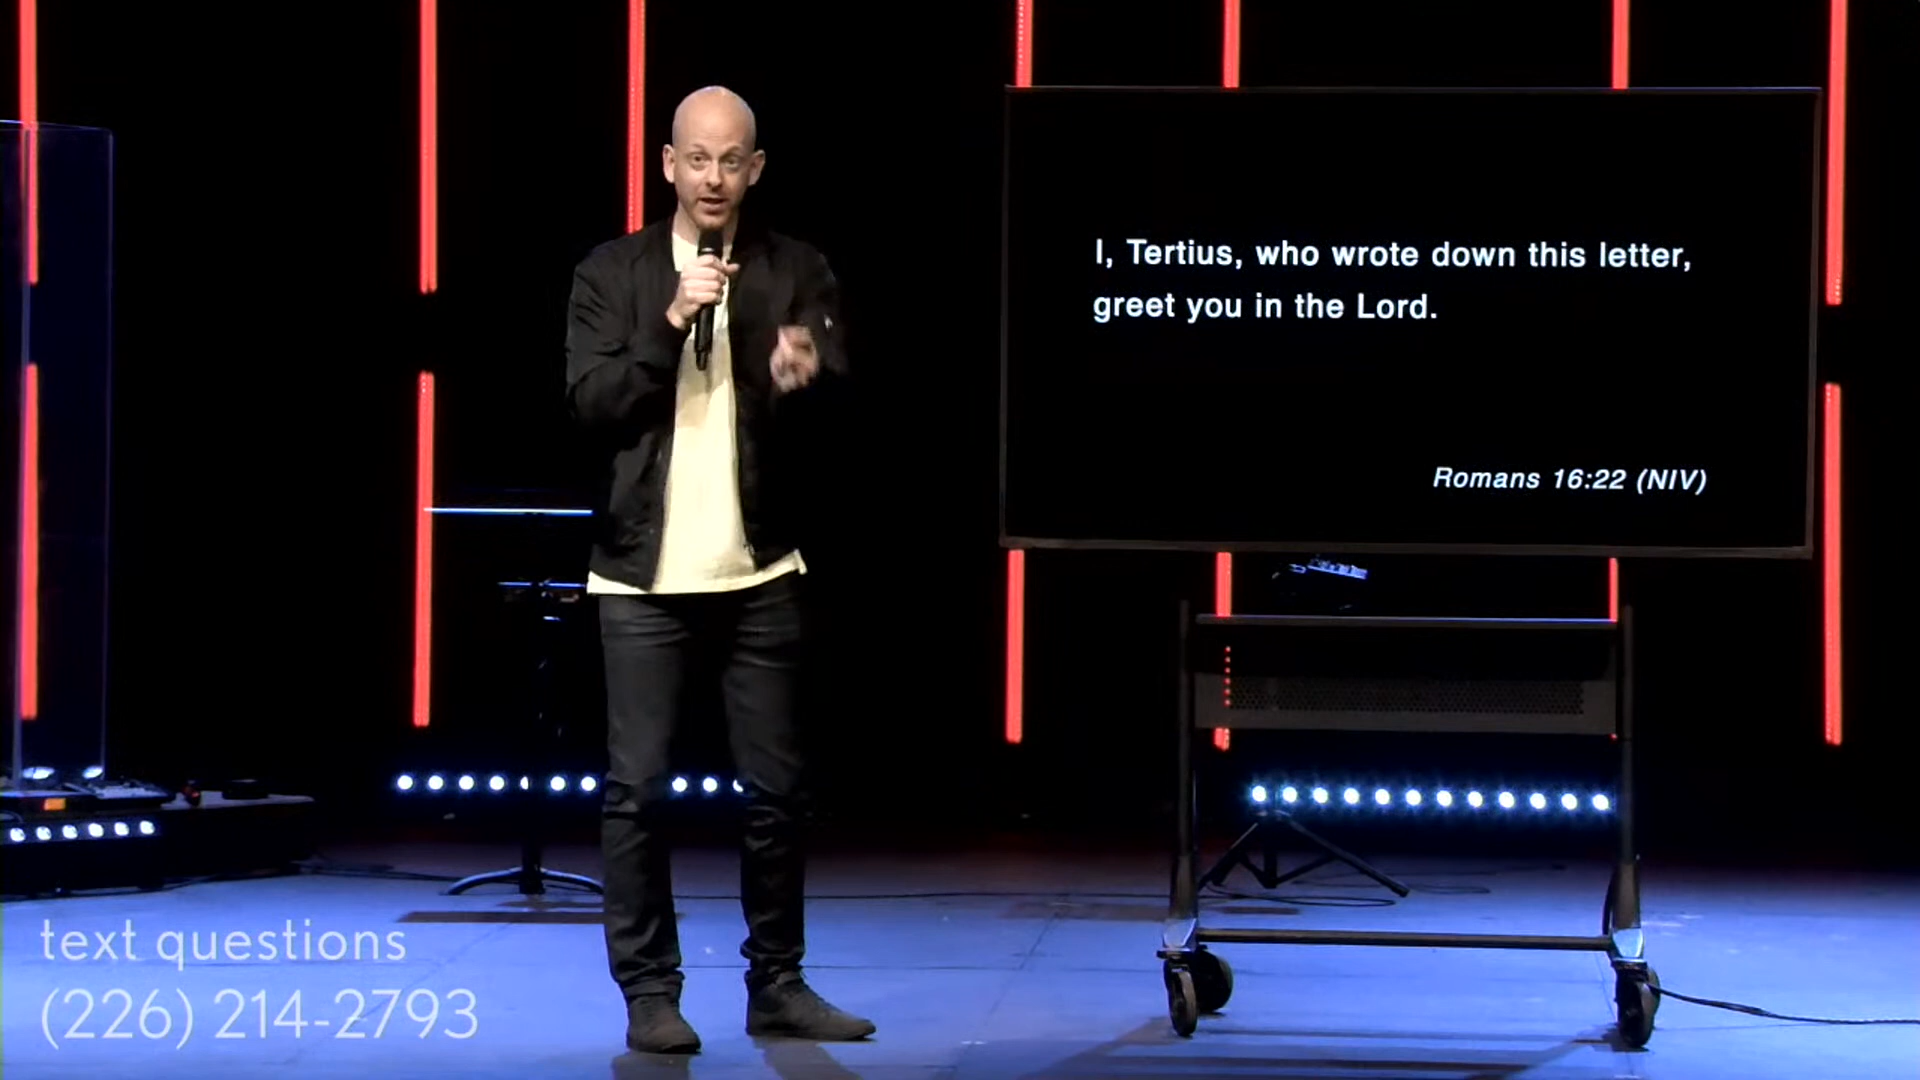 I, Tertius, who wrote down this letter,
greet you in the Lord.
Romans 16:22 (NIV)
text questions
(226) 214-2793